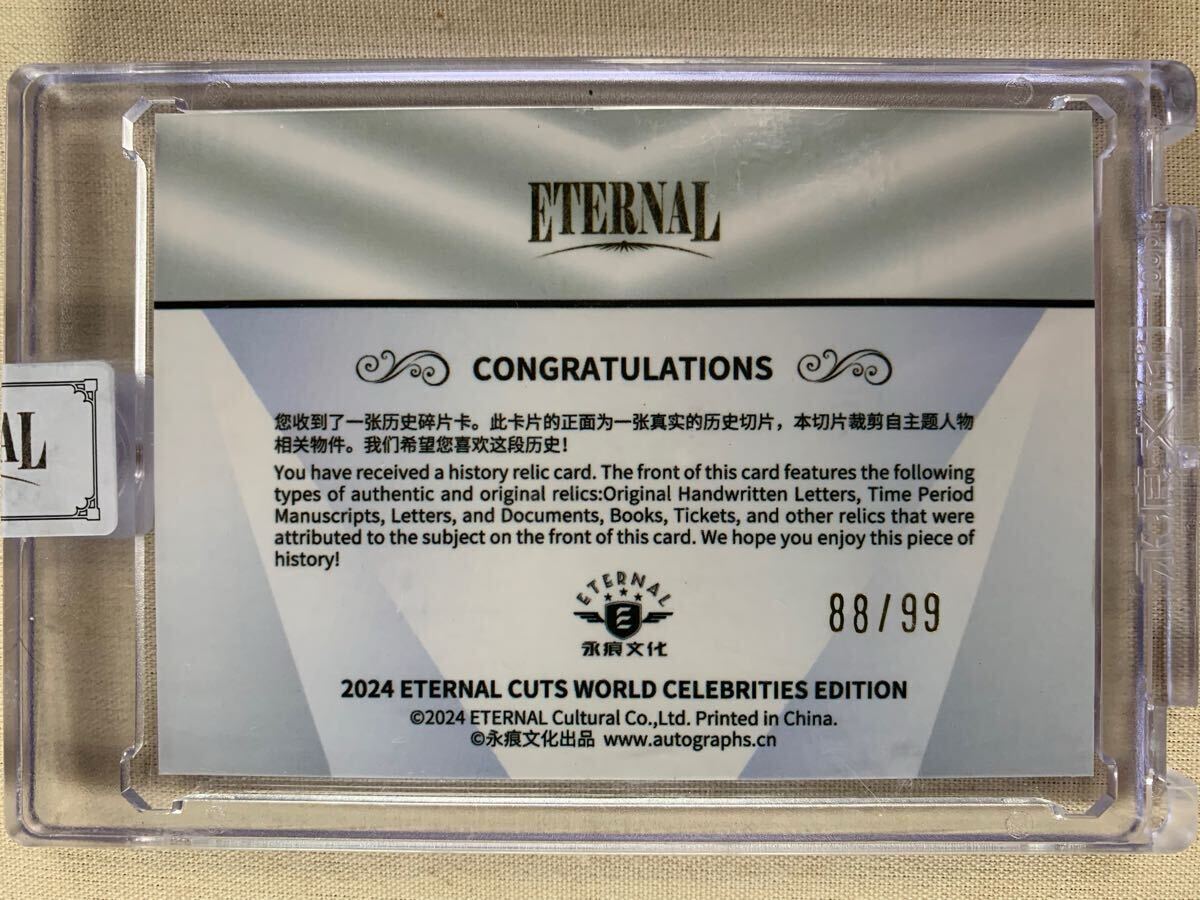 ETERNAL
CONGRATULATIONS
您收到了一张历史碎片卡。此卡片的正面为一张真实的历史切片，本切片裁剪自主题人物
相关物件。我们希望您喜欢这段历史！
You have received a history relic card. The front of this card features the following
types of authentic and original relics:Original Handwritten Letters, Time Period
Manuscripts, Letters, and Documents, Books, Tickets, and other relics that were
attributed to the subject on the front of this card. We hope you enjoy this piece of
history!
AL
ETERNAL
永痕文化
88/99
2024 ETERNAL CUTS WORLD CELEBRITIES EDITION
©2024 ETERNAL Cultural Co.,Ltd. Printed in China.
©永痕文化出品 www.autographs.cn